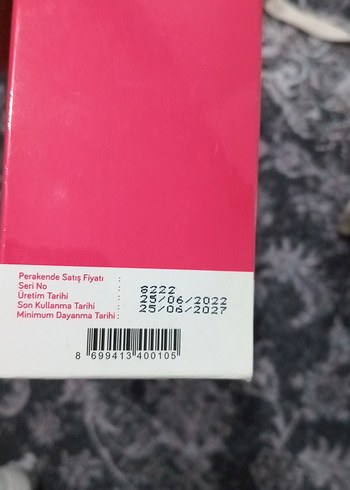 Perakende Satış Fiyatı :
Seri No : 8222
Üretim Tarihi : 25/06/2022
Son Kullanma Tarihi : 25/06/2027
Minimum Dayanma Tarihi :
8 699413 400105